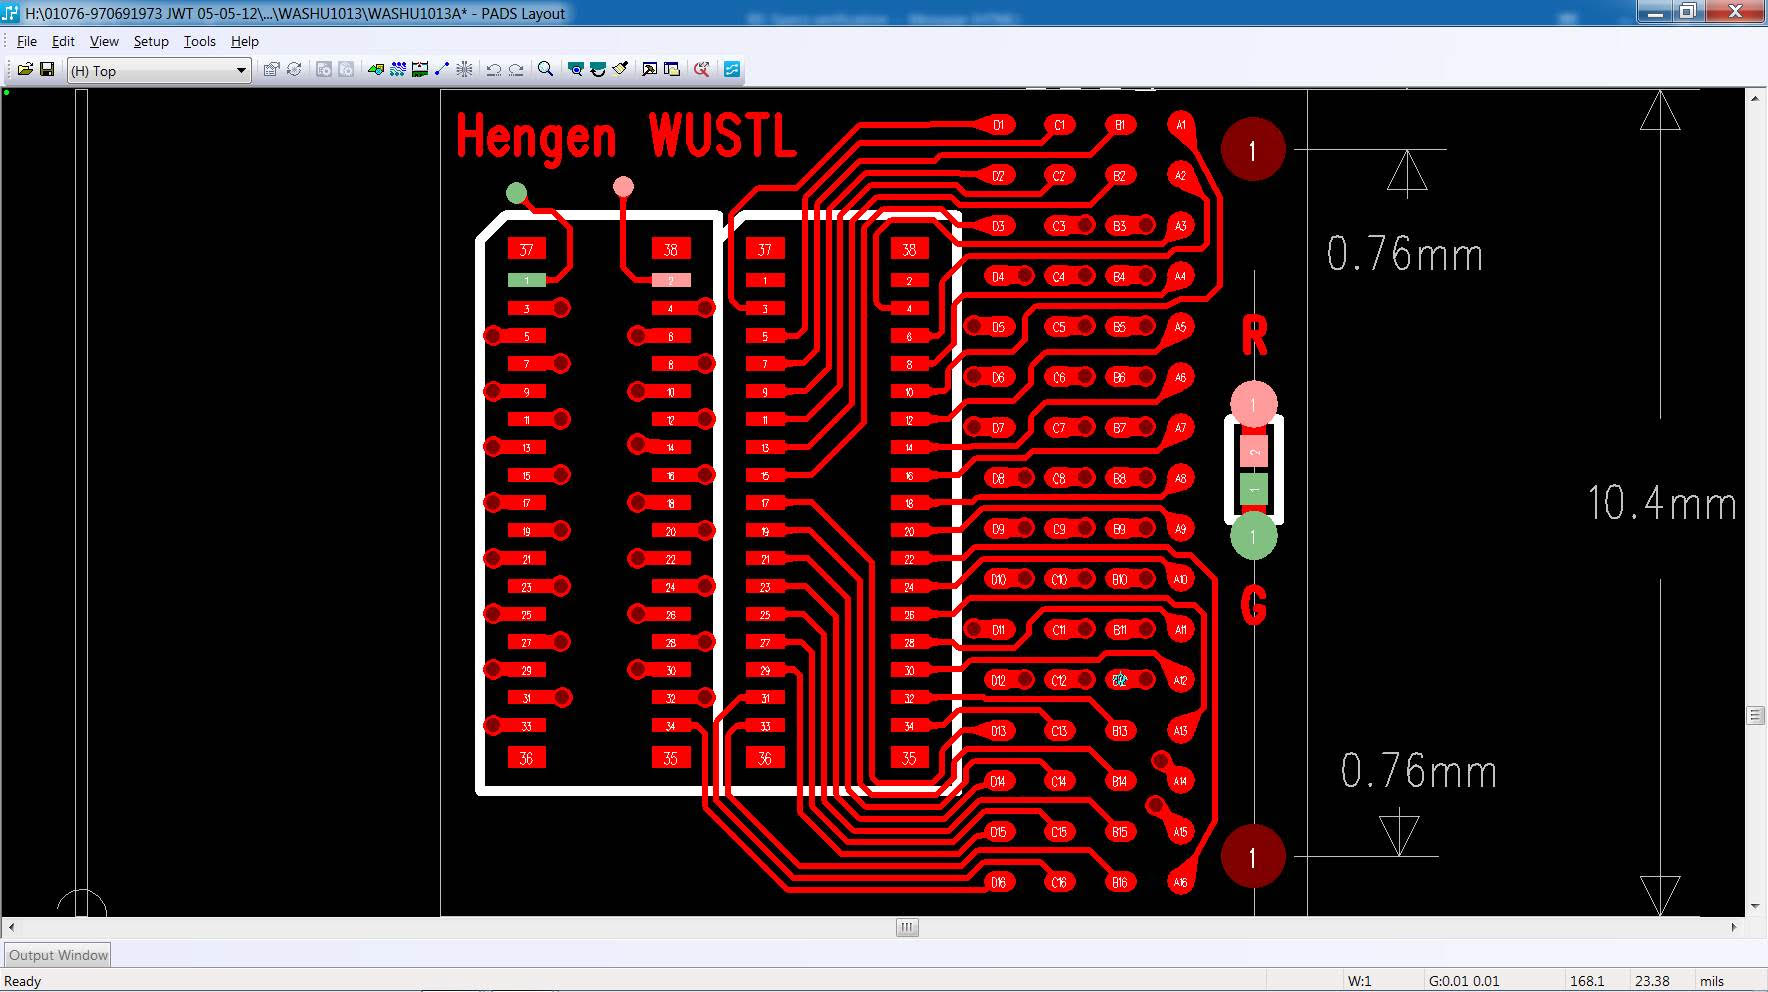 H:\01076-970691973 JWT 05-05-12\...\WASHU1013\WASHU1013A* - PADS Layout
File Edit View Setup Tools Help
(H) Top
Hengen WUSTL
D1 C1 B1 A1
1
D2 C2 B2 A2
D3 C3 B3 A3
37 38 37 38
0.76mm
D4 C4 B4 A4
1 2 1 2
3 4 3 4
D5 C5 B5 A5
R
5 6 5 6
7 8 7 8
D6 C6 B6 A6
9 10 9 10
1
11 12 11 12
D7 C7 B7 A7
13 14 13 14
2
15 16 15 16
D8 C8 B8 A8
1
17 18 17 18
10.4mm
19 20 19 20
D9 C9 B9 A9
1
21 22 21 22
D10 C10 B10 A10
23 24 23 24
G
25 26 25 26
D11 C11 B11 A11
27 28 27 28
29 30 29 30
D12 C12 A12
31 32 31 32
33 34 33 34
D13 C13 B13 A13
36 35 36 35
0.76mm
D14 C14 B14 A14
D15 C15 B15 A15
1
D16 C16 B16 A16
Output Window
Ready W:1 G:0.01 0.01 168.1 23.38 mils